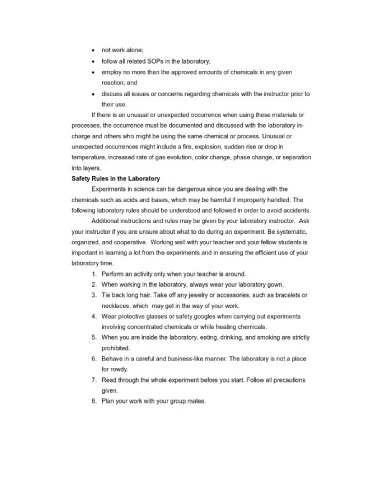 • not work alone;
• follow all related SOPs in the laboratory;
• employ no more than the approved amounts of chemicals in any given
reaction; and
• discuss all issues or concerns regarding chemicals with the instructor prior to
their use.
If there is an unusual or unexpected occurrence when using these materials or
processes, the occurrence must be documented and discussed with the laboratory in-
charge and others who might be using the same chemical or process. Unusual or
unexpected occurrences might include a fire, explosion, sudden rise or drop in
temperature, increased rate of gas evolution, color change, phase change, or separation
into layers.
Safety Rules in the Laboratory
Experiments in science can be dangerous since you are dealing with the
chemicals such as acids and bases, which may be harmful if improperly handled. The
following laboratory rules should be understood and followed in order to avoid accidents.
Additional instructions and rules may be given by your laboratory instructor. Ask
your instructor if you are unsure about what to do during an experiment. Be systematic,
organized, and cooperative. Working well with your teacher and your fellow students is
important in learning a lot from the experiments and in ensuring the efficient use of your
laboratory time.
1. Perform an activity only when your teacher is around.
2. When working in the laboratory, always wear your laboratory gown.
3. Tie back long hair. Take off any jewelry or accessories, such as bracelets or
necklaces, which may get in the way of your work.
4. Wear protective glasses or safety googles when carrying out experiments
involving concentrated chemicals or while heating chemicals.
5. When you are inside the laboratory, eating, drinking, and smoking are strictly
prohibited.
6. Behave in a careful and business-like manner. The laboratory is not a place
for rowdy.
7. Read through the whole experiment before you start. Follow all precautions
given.
8. Plan your work with your group mates.